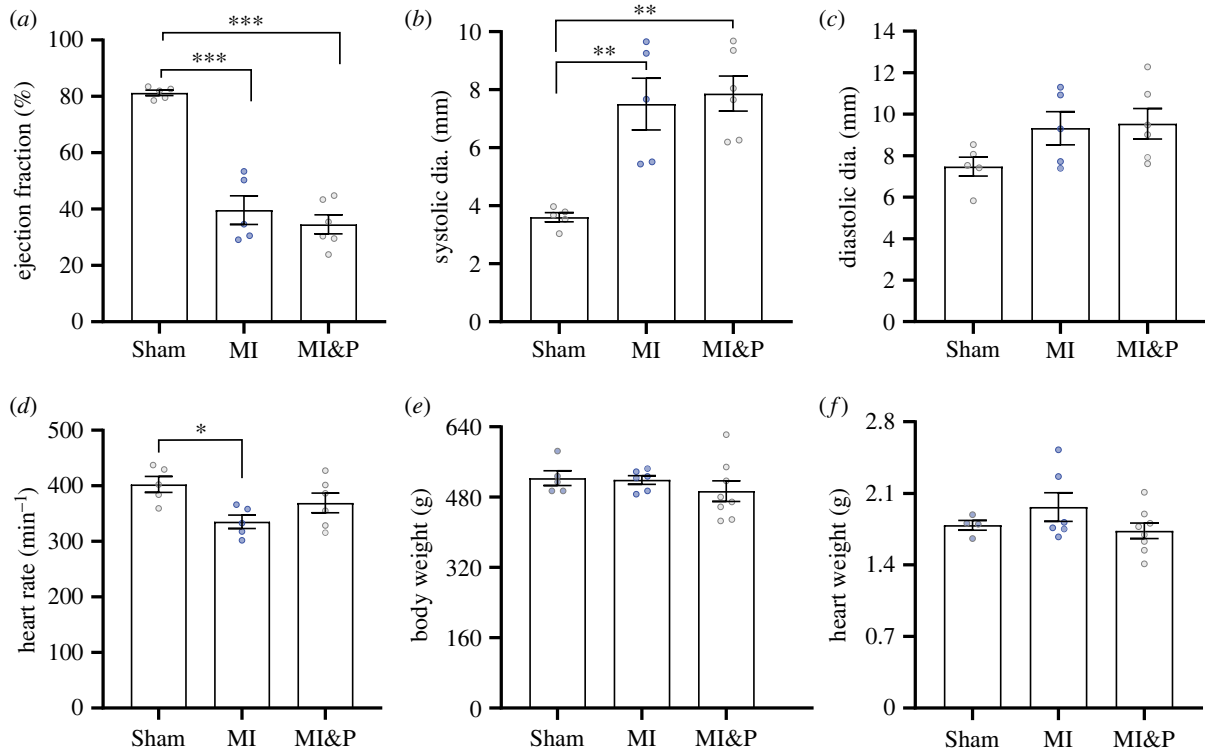 (a)
***
***
100
80
60
40
20
0
ejection fraction (%)
Sham MI MI&P
(b)
**
**
10
8
6
4
2
0
systolic dia. (mm)
Sham MI MI&P
(c)
14
12
10
8
6
4
2
0
diastolic dia. (mm)
Sham MI MI&P
(d)
*
500
400
300
200
100
0
heart rate (min−1)
Sham MI MI&P
(e)
640
480
320
160
0
body weight (g)
Sham MI MI&P
(f)
2.8
2.1
1.4
0.7
0
heart weight (g)
Sham MI MI&P